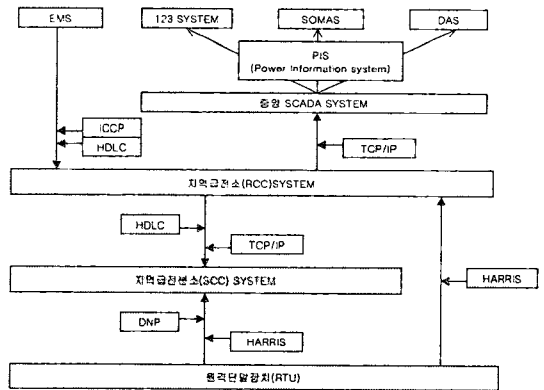 EMS
123 SYSTEM
SOMAS
DAS
PIS
(Power Information system)
중앙 SCADA SYSTEM
ICCP
HDLC
TCP/IP
지역급전소(RCC)SYSTEM
HDLC
TCP/IP
HARRIS
지역급전분소(SCC) SYSTEM
DNP
HARRIS
원격단말장치(RTU)